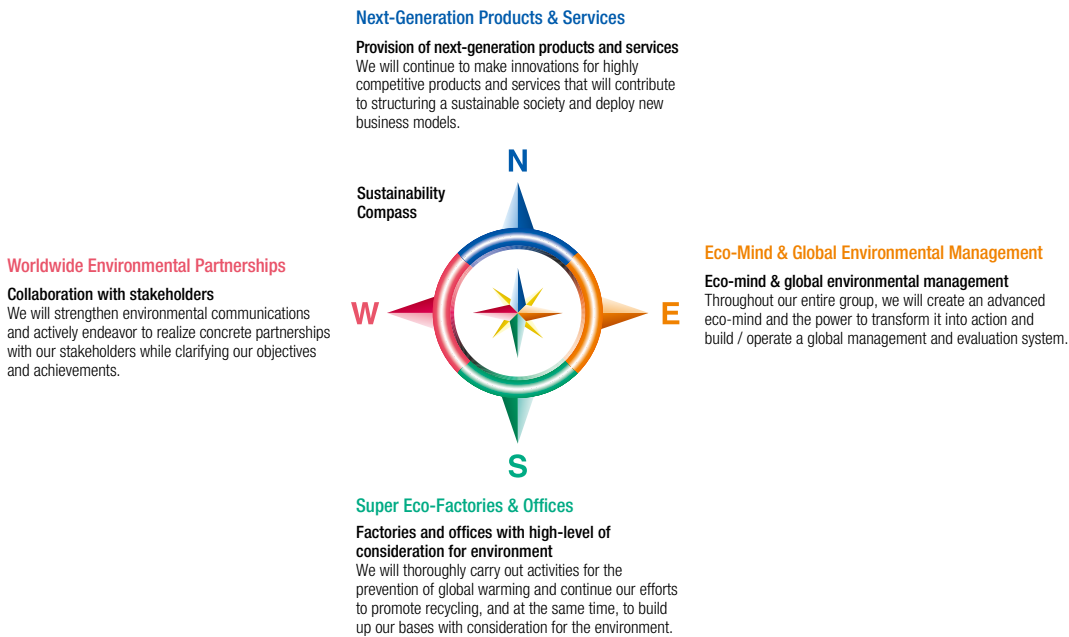 Next-Generation Products & Services
Provision of next-generation products and services
We will continue to make innovations for highly
competitive products and services that will contribute
to structuring a sustainable society and deploy new
business models.
N
Sustainability
Compass
Worldwide Environmental Partnerships
Collaboration with stakeholders
We will strengthen environmental communications
and actively endeavor to realize concrete partnerships
with our stakeholders while clarifying our objectives
and achievements.
W
E
Eco-Mind & Global Environmental Management
Eco-mind & global environmental management
Throughout our entire group, we will create an advanced
eco-mind and the power to transform it into action and
build / operate a global management and evaluation system.
S
Super Eco-Factories & Offices
Factories and offices with high-level of
consideration for environment
We will thoroughly carry out activities for the
prevention of global warming and continue our efforts
to promote recycling, and at the same time, to build
up our bases with consideration for the environment.